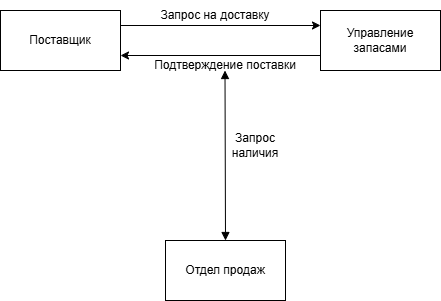 Запрос на доставку
Поставщик
Управление
запасами
Подтверждение поставки
Запрос
наличия
Отдел продаж